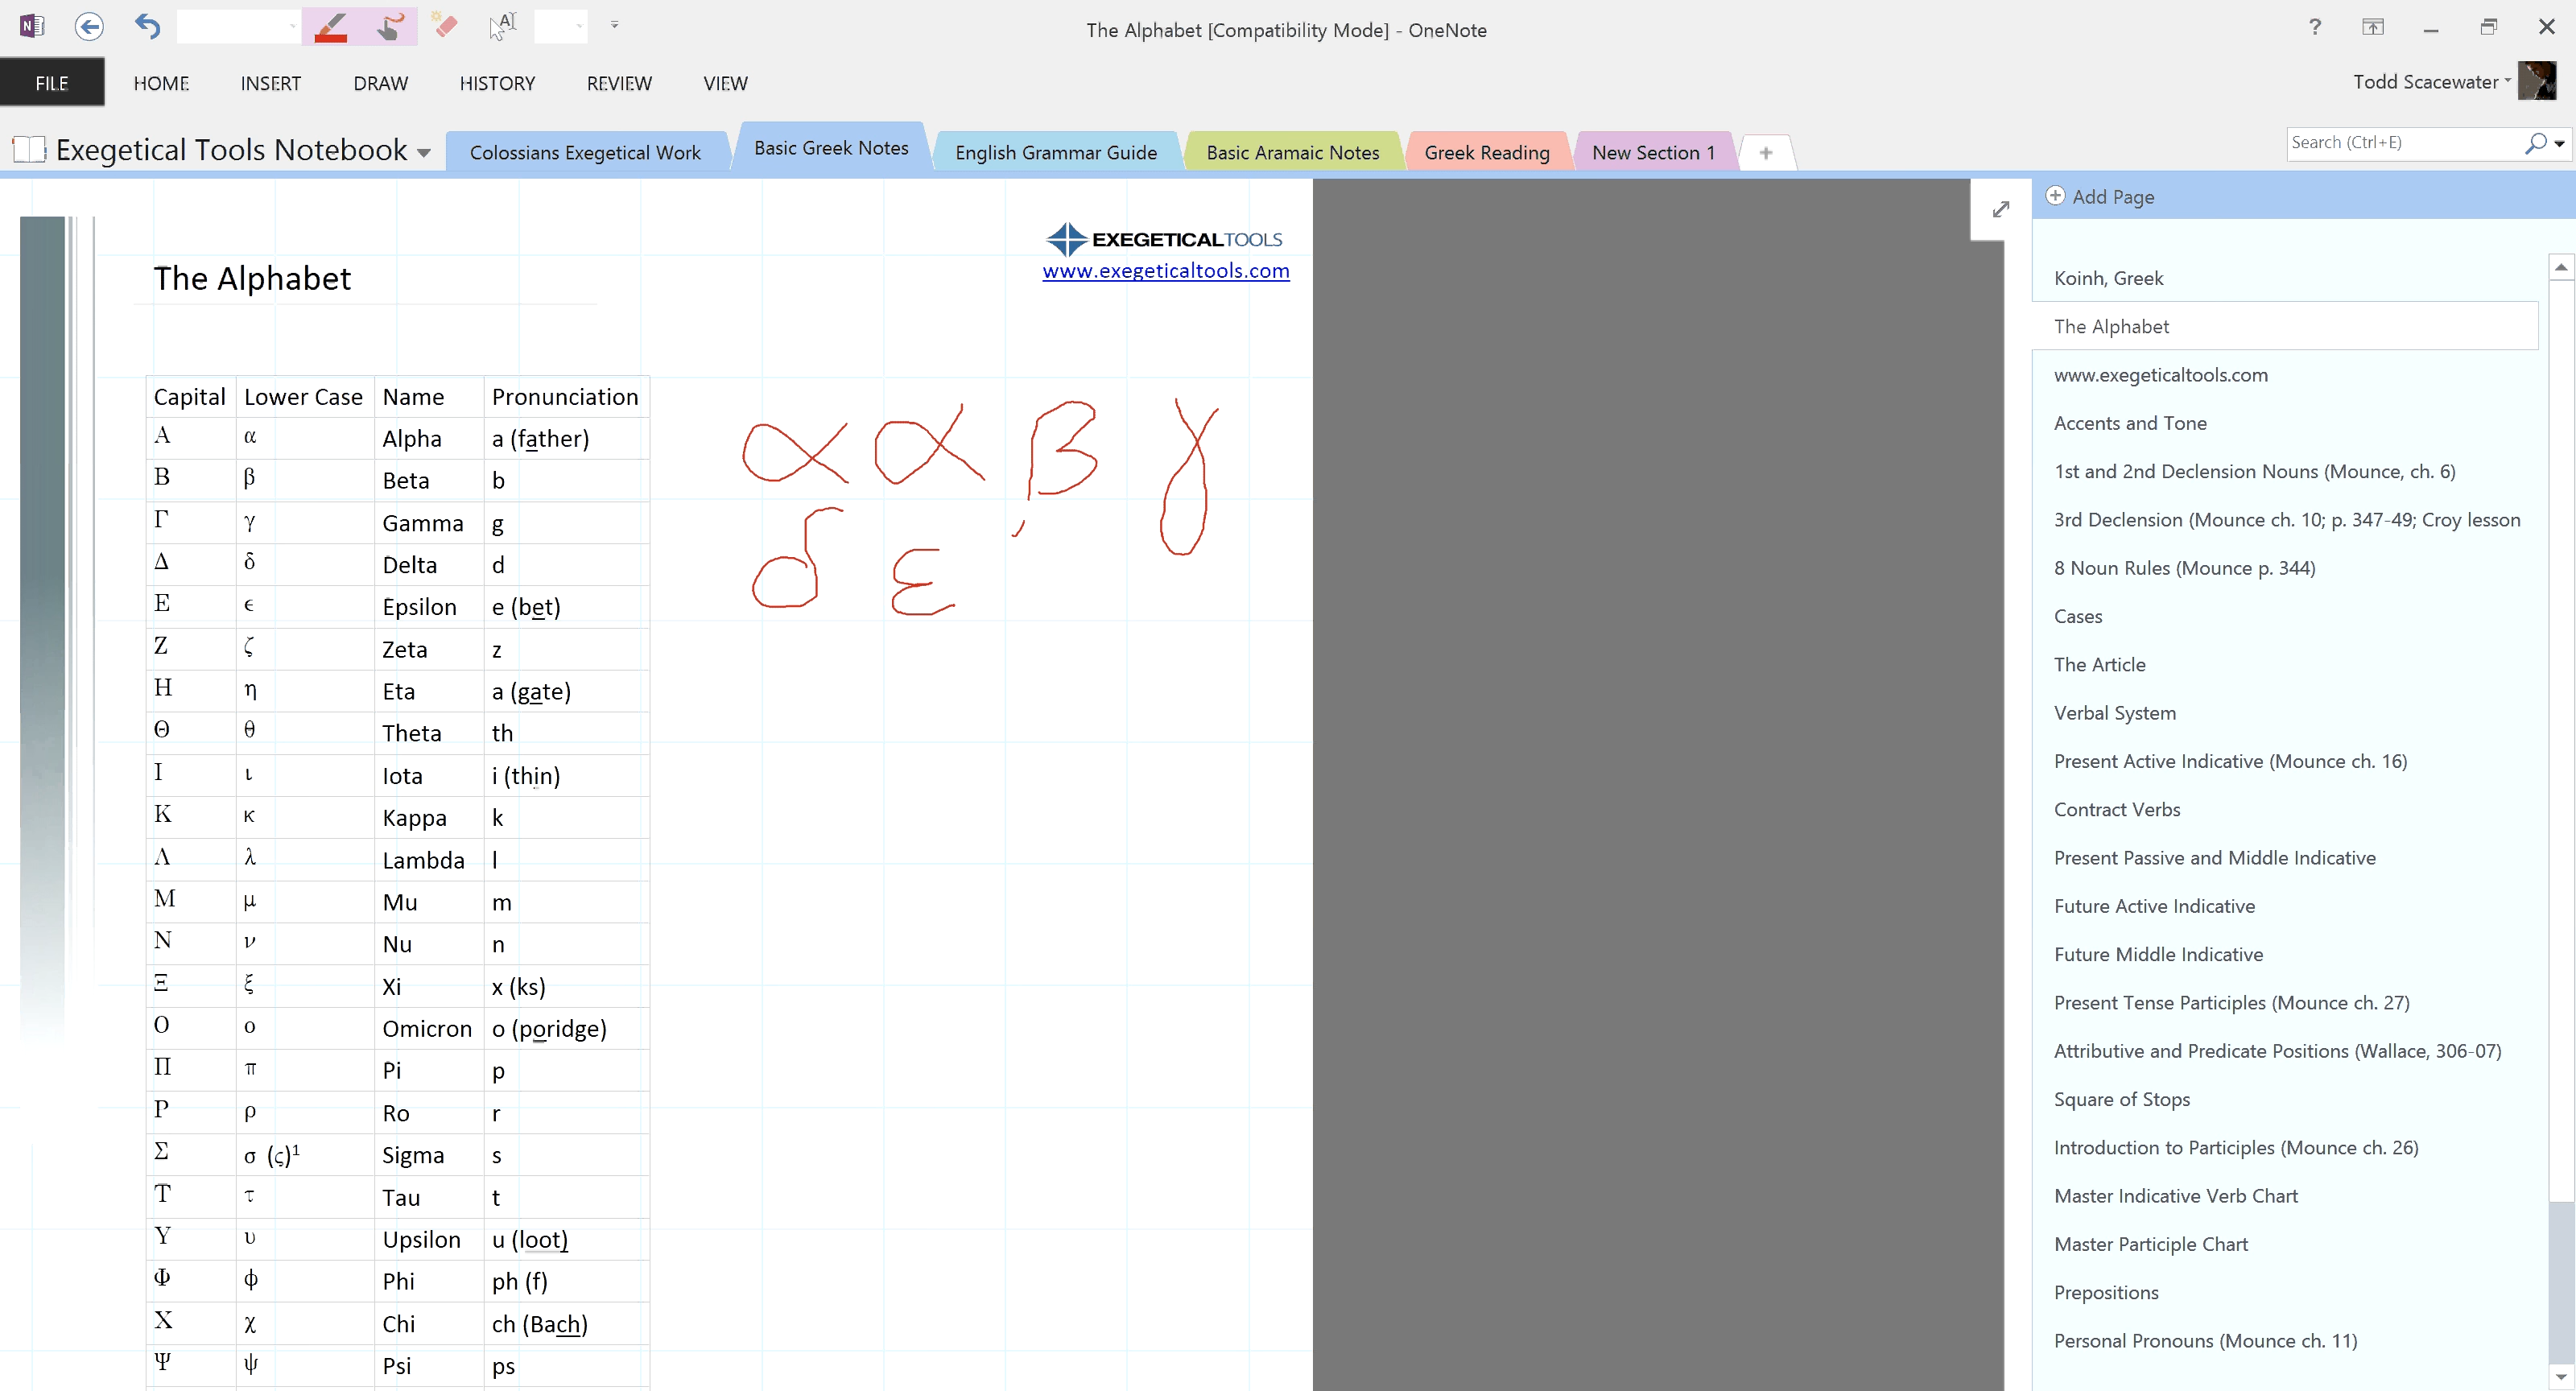 The Alphabet [Compatibility Mode] - OneNote
FILE HOME INSERT DRAW HISTORY REVIEW VIEW
Todd Scacewater
Exegetical Tools Notebook
Colossians Exegetical Work
Basic Greek Notes
English Grammar Guide
Basic Aramaic Notes
Greek Reading
New Section 1
Search (Ctrl+E)
EXEGETICALTOOLS
www.exegeticaltools.com
The Alphabet
Capital Lower Case Name Pronunciation
Α α Alpha a (father)
Β β Beta b
Γ γ Gamma g
Δ δ Delta d
Ε ϵ Epsilon e (bet)
Ζ ζ Zeta z
Η η Eta a (gate)
Θ θ Theta th
Ι ι Iota i (thin)
Κ κ Kappa k
Λ λ Lambda l
Μ μ Mu m
Ν ν Nu n
Ξ ξ Xi x (ks)
Ο ο Omicron o (poridge)
Π π Pi p
Ρ ρ Ro r
Σ σ (ς)¹ Sigma s
Τ τ Tau t
Υ υ Upsilon u (loot)
Φ ϕ Phi ph (f)
Χ χ Chi ch (Bach)
Ψ ψ Psi ps
α α β γ
δ ε
Add Page
Koinh, Greek
The Alphabet
www.exegeticaltools.com
Accents and Tone
1st and 2nd Declension Nouns (Mounce, ch. 6)
3rd Declension (Mounce ch. 10; p. 347-49; Croy lesson
8 Noun Rules (Mounce p. 344)
Cases
The Article
Verbal System
Present Active Indicative (Mounce ch. 16)
Contract Verbs
Present Passive and Middle Indicative
Future Active Indicative
Future Middle Indicative
Present Tense Participles (Mounce ch. 27)
Attributive and Predicate Positions (Wallace, 306-07)
Square of Stops
Introduction to Participles (Mounce ch. 26)
Master Indicative Verb Chart
Master Participle Chart
Prepositions
Personal Pronouns (Mounce ch. 11)